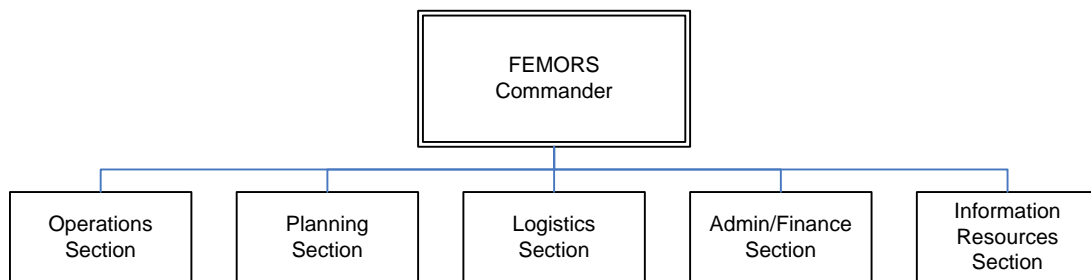 FEMORS
Commander
Operations
Section
Planning
Section
Logistics
Section
Admin/Finance
Section
Information
Resources
Section